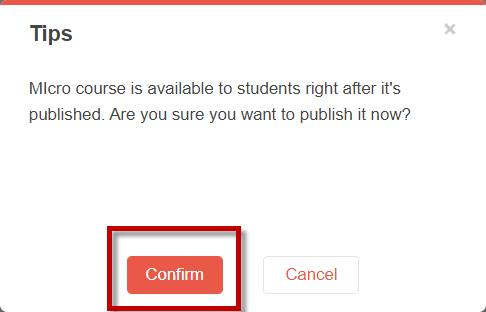 Tips
MIcro course is available to students right after it's
published. Are you sure you want to publish it now?
Confirm
Cancel